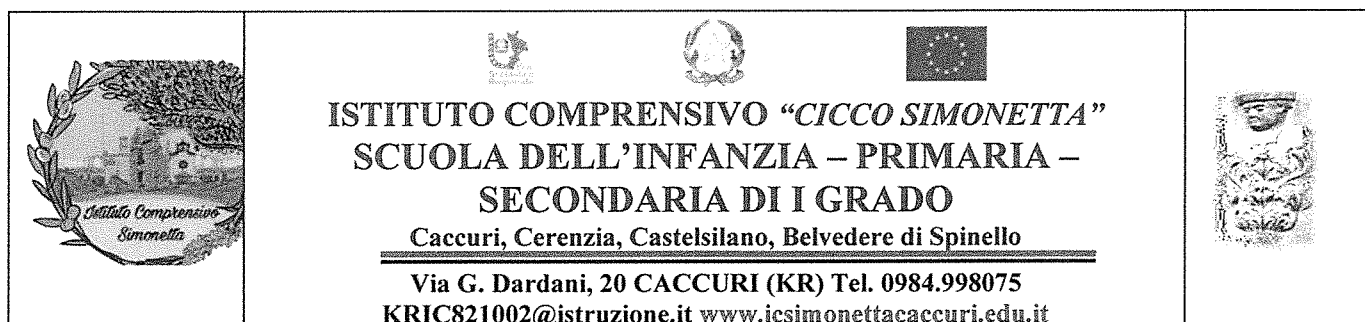 Istituto Comprensivo
Simonetta
ISTITUTO COMPRENSIVO “CICCO SIMONETTA”
SCUOLA DELL’INFANZIA – PRIMARIA –
SECONDARIA DI I GRADO
Caccuri, Cerenzia, Castelsilano, Belvedere di Spinello
Via G. Dardani, 20 CACCURI (KR) Tel. 0984.998075
KRIC821002@istruzione.it www.icsimonettacaccuri.edu.it